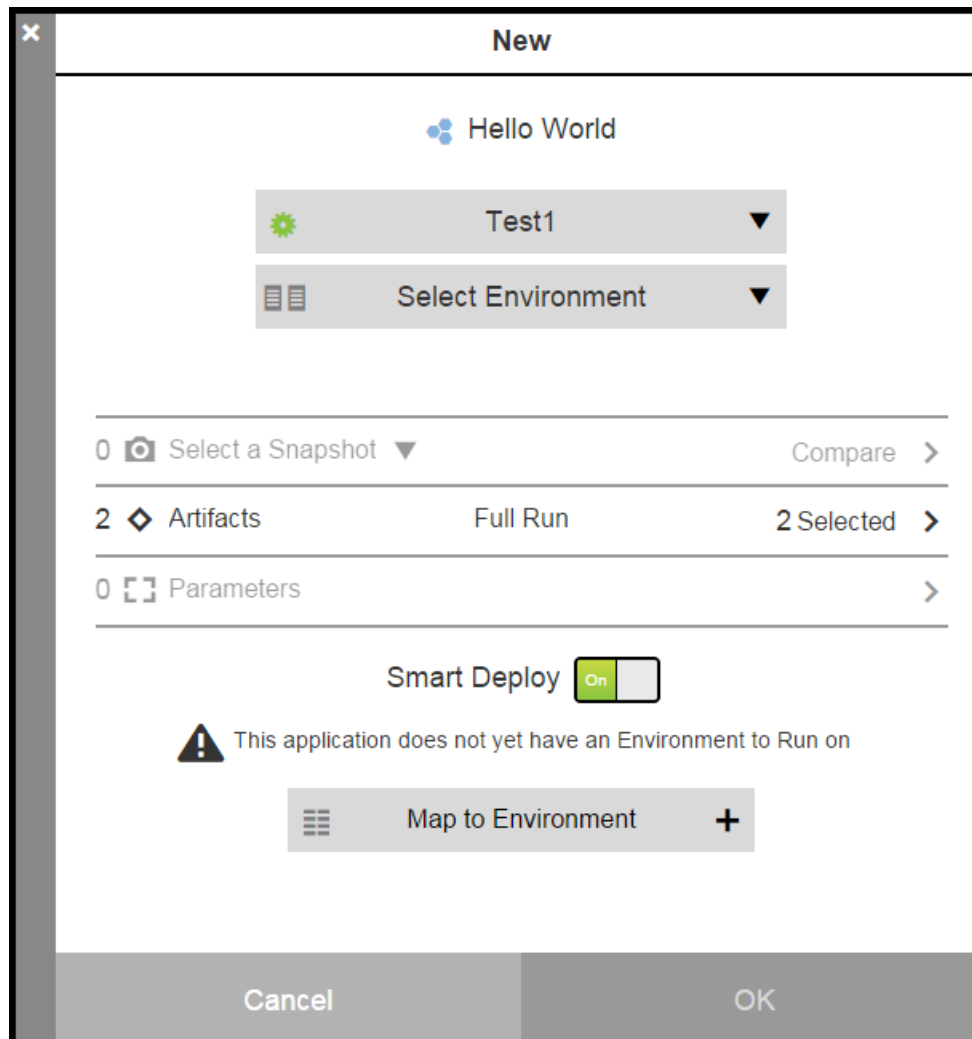 New
Hello World
Test1
Select Environment
0 Select a Snapshot Compare
2 Artifacts Full Run 2 Selected
0 Parameters
Smart Deploy On
This application does not yet have an Environment to Run on
Map to Environment
Cancel OK